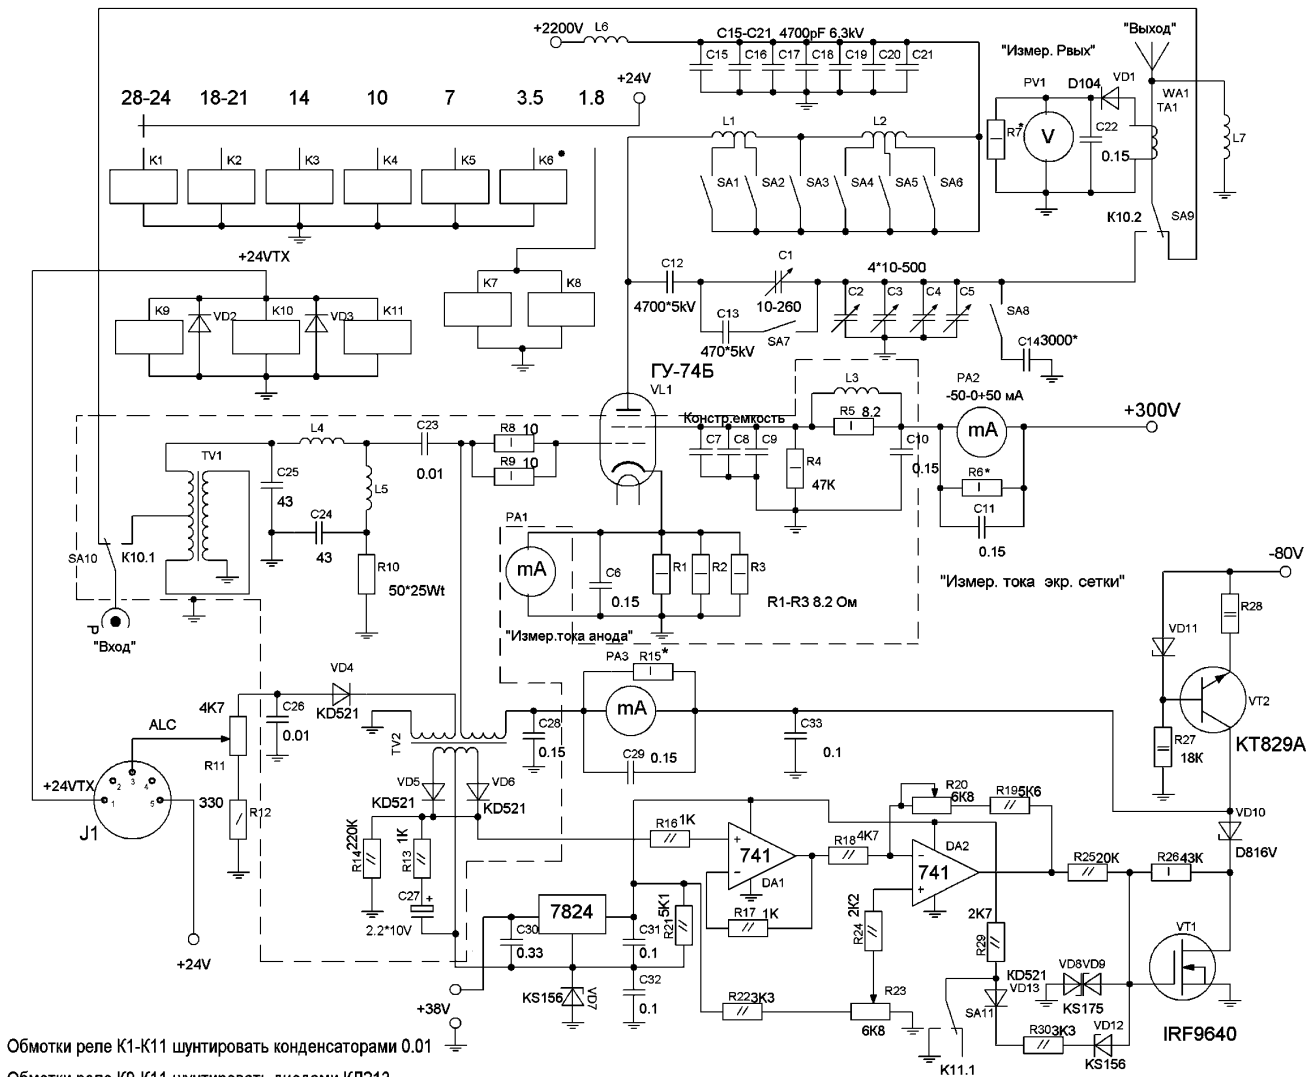 +2200V
L6
C15-C21 4700pF 6,3kV
C15 C16 C17 C18 C19 C20 C21
"Выход"
"Измер. Рвых"
PV1
D104
VD1
WA1
TA1
R7*
V
C22
0.15
L7
+24V
28-24 18-21 14 10 7 3.5 1.8
K1 K2 K3 K4 K5 K6
L1
L2
SA1 SA2 SA3 SA4 SA5 SA6
K10.2
SA9
+24VTX
K7 K8
K9 VD2 K10 VD3 K11
C12
4700*5kV
C1
10-260
C13
470*5kV
SA7
4*10-500
C2 C3 C4 C5
SA8
C14 3000*
ГУ-74Б
VL1
Констр.емкость
L3
R5 8.2
PA2
-50-0+50 мА
mA
+300V
C7 C8 C9
R4
47K
C10
0.15
R6*
C11
0.15
TV1
L4
C23
0.01
R8 10
R9 10
C25
43
L5
C24
43
R10
50*25Wt
SA10
K10.1
P
"Вход"
PA1
mA
C6
0.15
R1 R2 R3
R1-R3 8.2 Ом
"Измер. тока экр. сетки"
"Измер.тока анода"
-80V
R28
VD11
VT2
KT829A
R27
18K
PA3
R15*
mA
C29 0.15
C28
0.15
C33
0.1
VD4
KD521
C26
0.01
4K7
ALC
R11
330
R12
+24VTX
1 2 3 4 5
J1
+24V
TV2
VD5
KD521
VD6
KD521
R14 220K
R13 1K
C27
+
2.2*10V
R16 1K
+
-
741
DA1
R17 1K
R18 4K7
R20
6K8
R19 5K6
DA2
-
+
741
VD10
D816V
R25 20K
R26 43K
7824
C30
0.33
C31
0.1
R21 5K1
C32
0.1
KS156
VD7
+38V
R24 2K2
R22 3K3
R23
6K8
2K7
R29
KD521
VD13
SA11
K11.1
R30 3K3
VD12
KS156
VD8 VD9
KS175
VT1
IRF9640
Обмотки реле К1-К11 шунтировать конденсаторами 0.01